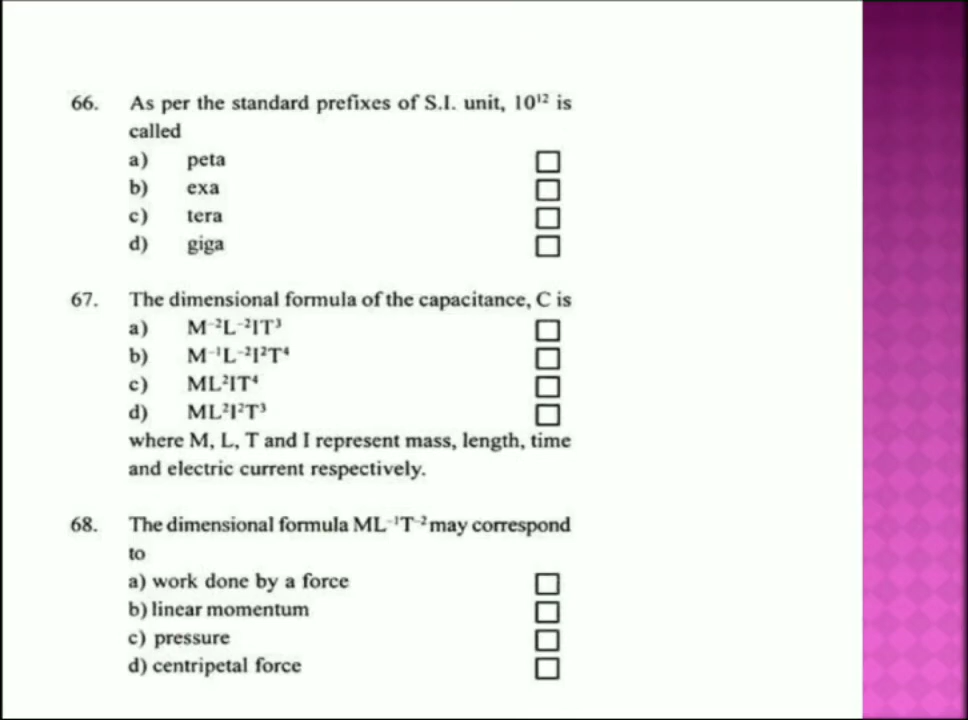 66. As per the standard prefixes of S.I. unit, 10¹² is
called
a) peta
b) exa
c) tera
d) giga
67. The dimensional formula of the capacitance, C is
a) M⁻²L⁻²IT³
b) M⁻¹L⁻²I²T⁴
c) ML²IT⁴
d) ML²I²T³
where M, L, T and I represent mass, length, time
and electric current respectively.
68. The dimensional formula ML⁻¹T⁻² may correspond
to
a) work done by a force
b) linear momentum
c) pressure
d) centripetal force